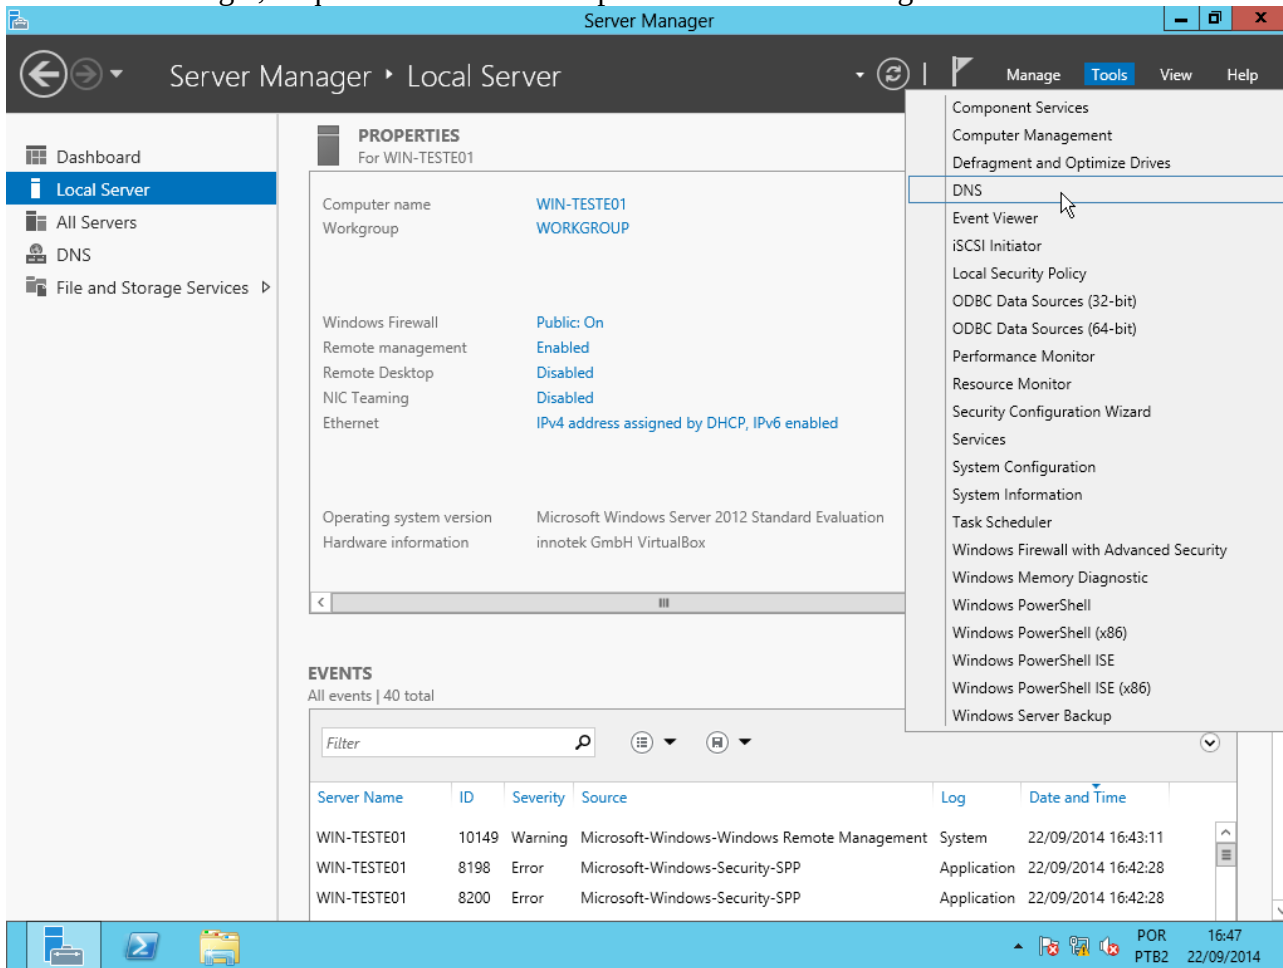 Server Manager
Server Manager • Local Server
Manage Tools View Help
Component Services
Computer Management
Defragment and Optimize Drives
DNS
Event Viewer
iSCSI Initiator
Local Security Policy
ODBC Data Sources (32-bit)
ODBC Data Sources (64-bit)
Performance Monitor
Resource Monitor
Security Configuration Wizard
Services
System Configuration
System Information
Task Scheduler
Windows Firewall with Advanced Security
Windows Memory Diagnostic
Windows PowerShell
Windows PowerShell (x86)
Windows PowerShell ISE
Windows PowerShell ISE (x86)
Windows Server Backup
Dashboard
Local Server
All Servers
DNS
File and Storage Services
PROPERTIES
For WIN-TESTE01
Computer name WIN-TESTE01
Workgroup WORKGROUP
Windows Firewall Public: On
Remote management Enabled
Remote Desktop Disabled
NIC Teaming Disabled
Ethernet IPv4 address assigned by DHCP, IPv6 enabled
Operating system version Microsoft Windows Server 2012 Standard Evaluation
Hardware information innotek GmbH VirtualBox
EVENTS
All events | 40 total
Filter
Server Name ID Severity Source Log Date and Time
WIN-TESTE01 10149 Warning Microsoft-Windows-Windows Remote Management System 22/09/2014 16:43:11
WIN-TESTE01 8198 Error Microsoft-Windows-Security-SPP Application 22/09/2014 16:42:28
WIN-TESTE01 8200 Error Microsoft-Windows-Security-SPP Application 22/09/2014 16:42:28
POR 16:47
PTB2 22/09/2014